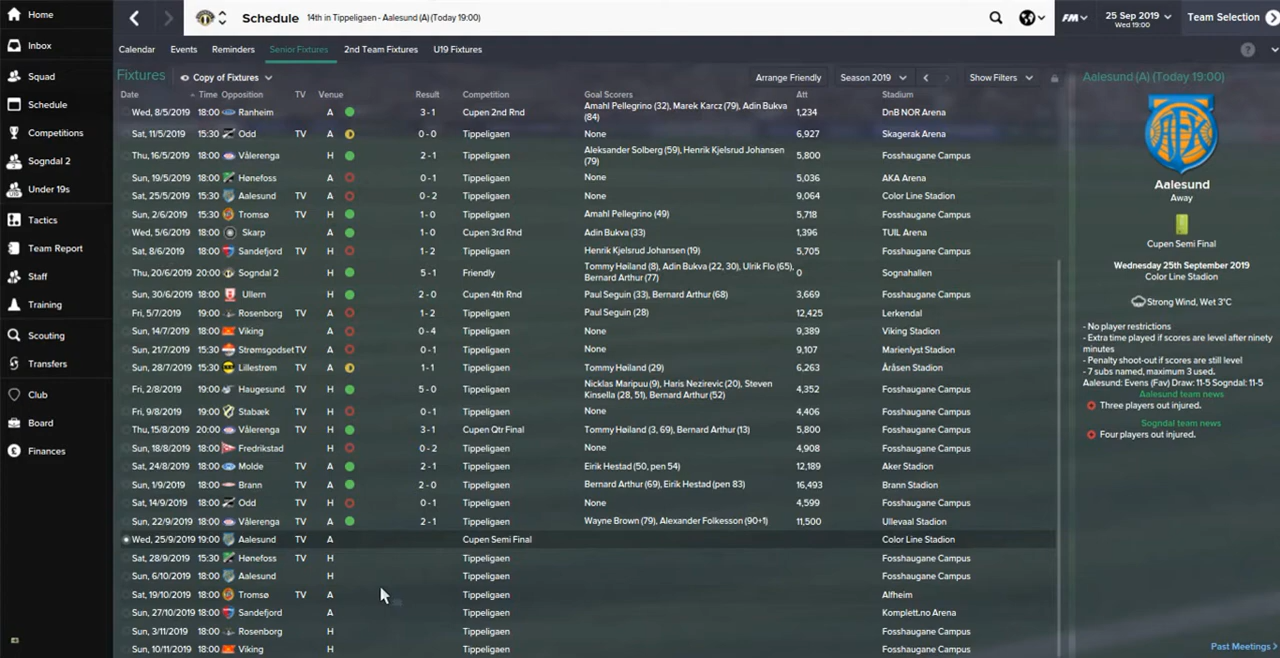 Home
Inbox
Squad
Schedule
Competitions
Sogndal 2
Under 19s
Tactics
Team Report
Staff
Training
Scouting
Transfers
Club
Board
Finances
Schedule 14th in Tippeligaen - Aalesund (A) (Today 19:00)
FM 25 Sep 2019 Team Selection
Wed 19:00
Calendar Events Reminders Senior Fixtures 2nd Team Fixtures U19 Fixtures ?
Fixtures Copy of Fixtures Arrange Friendly Season 2019 Show Filters
Date Time Opposition TV Venue Result Competition Goal Scorers Att Stadium
Wed, 8/5/2019 18:00 Ranheim A 3-1 Cupen 2nd Rnd Amahl Pellegrino (32), Marek Karcz (79), Adin Bukva (84) 1,234 DnB NOR Arena
Sat, 11/5/2019 15:30 Odd TV A 0-0 Tippeligaen None 6,927 Skagerak Arena
Thu, 16/5/2019 18:00 Vålerenga H 2-1 Tippeligaen Aleksander Solberg (59), Henrik Kjelsrud Johansen (79) 5,800 Fosshaugane Campus
Sun, 19/5/2019 18:00 Hønefoss A 0-1 Tippeligaen None 5,036 AKA Arena
Sat, 25/5/2019 15:30 Aalesund TV A 0-2 Tippeligaen None 9,064 Color Line Stadion
Sun, 2/6/2019 15:30 Tromsø TV H 1-0 Tippeligaen Amahl Pellegrino (49) 5,718 Fosshaugane Campus
Wed, 5/6/2019 18:00 Skarp A 1-0 Cupen 3rd Rnd Adin Bukva (33) 1,396 TUIL Arena
Sat, 8/6/2019 18:00 Sandefjord TV H 1-2 Tippeligaen Henrik Kjelsrud Johansen (19) 5,705 Fosshaugane Campus
Thu, 20/6/2019 20:00 Sogndal 2 H 5-1 Friendly Tommy Høiland (8), Adin Bukva (22, 30), Ulrik Flo (65), Bernard Arthur (77) 0 Sognahallen
Sun, 30/6/2019 18:00 Ullern H 2-0 Cupen 4th Rnd Paul Seguin (33), Bernard Arthur (68) 3,669 Fosshaugane Campus
Fri, 5/7/2019 19:00 Rosenborg TV A 1-2 Tippeligaen Paul Seguin (28) 12,425 Lerkendal
Sun, 14/7/2019 18:00 Viking A 0-4 Tippeligaen None 9,389 Viking Stadion
Sun, 21/7/2019 15:30 Strømsgodset TV A 0-1 Tippeligaen None 9,107 Marienlyst Stadion
Sun, 28/7/2019 15:30 Lillestrøm TV A 1-1 Tippeligaen Tommy Høiland (29) 6,263 Åråsen Stadion
Fri, 2/8/2019 19:00 Haugesund TV H 5-0 Tippeligaen Nicklas Maripuu (9), Haris Nezirevic (20), Steven Kinsella (28, 51), Bernard Arthur (52) 4,352 Fosshaugane Campus
Fri, 9/8/2019 19:00 Stabæk TV H 0-1 Tippeligaen None 4,406 Fosshaugane Campus
Thu, 15/8/2019 20:00 Vålerenga TV H 3-1 Cupen Qtr Final Tommy Høiland (3, 69), Bernard Arthur (13) 5,800 Fosshaugane Campus
Sun, 18/8/2019 18:00 Fredrikstad H 0-2 Tippeligaen None 4,908 Fosshaugane Campus
Sat, 24/8/2019 18:00 Molde TV A 2-1 Tippeligaen Eirik Hestad (50, pen 54) 12,189 Aker Stadion
Sun, 1/9/2019 18:00 Brann TV A 2-0 Tippeligaen Bernard Arthur (69), Eirik Hestad (pen 83) 16,493 Brann Stadion
Sat, 14/9/2019 18:00 Odd TV H 0-1 Tippeligaen None 4,599 Fosshaugane Campus
Sun, 22/9/2019 18:00 Vålerenga TV A 2-1 Tippeligaen Wayne Brown (79), Alexander Folkesson (90+1) 11,500 Ullevaal Stadion
Wed, 25/9/2019 19:00 Aalesund TV A Cupen Semi Final Color Line Stadion
Sat, 28/9/2019 15:30 Hønefoss TV H Tippeligaen Fosshaugane Campus
Sun, 6/10/2019 18:00 Aalesund H Tippeligaen Fosshaugane Campus
Sat, 19/10/2019 18:00 Tromsø TV A Tippeligaen Alfheim
Sun, 27/10/2019 18:00 Sandefjord A Tippeligaen Komplett.no Arena
Sun, 3/11/2019 18:00 Rosenborg H Tippeligaen Fosshaugane Campus
Sun, 10/11/2019 18:00 Viking H Tippeligaen Fosshaugane Campus
Aalesund (A) (Today 19:00)
Aalesund
Away
Cupen Semi Final
Wednesday 25th September 2019
Color Line Stadion
Strong Wind, Wet 3°C
- No player restrictions
- Extra time played if scores are level after ninety
minutes
- Penalty shoot-out if scores are still level
- 7 subs named, maximum 3 used.
Aalesund: Evens (Fav) Draw: 11-5 Sogndal: 11-5
Aalesund team news
Three players out injured.
Sogndal team news
Four players out injured.
Past Meetings >